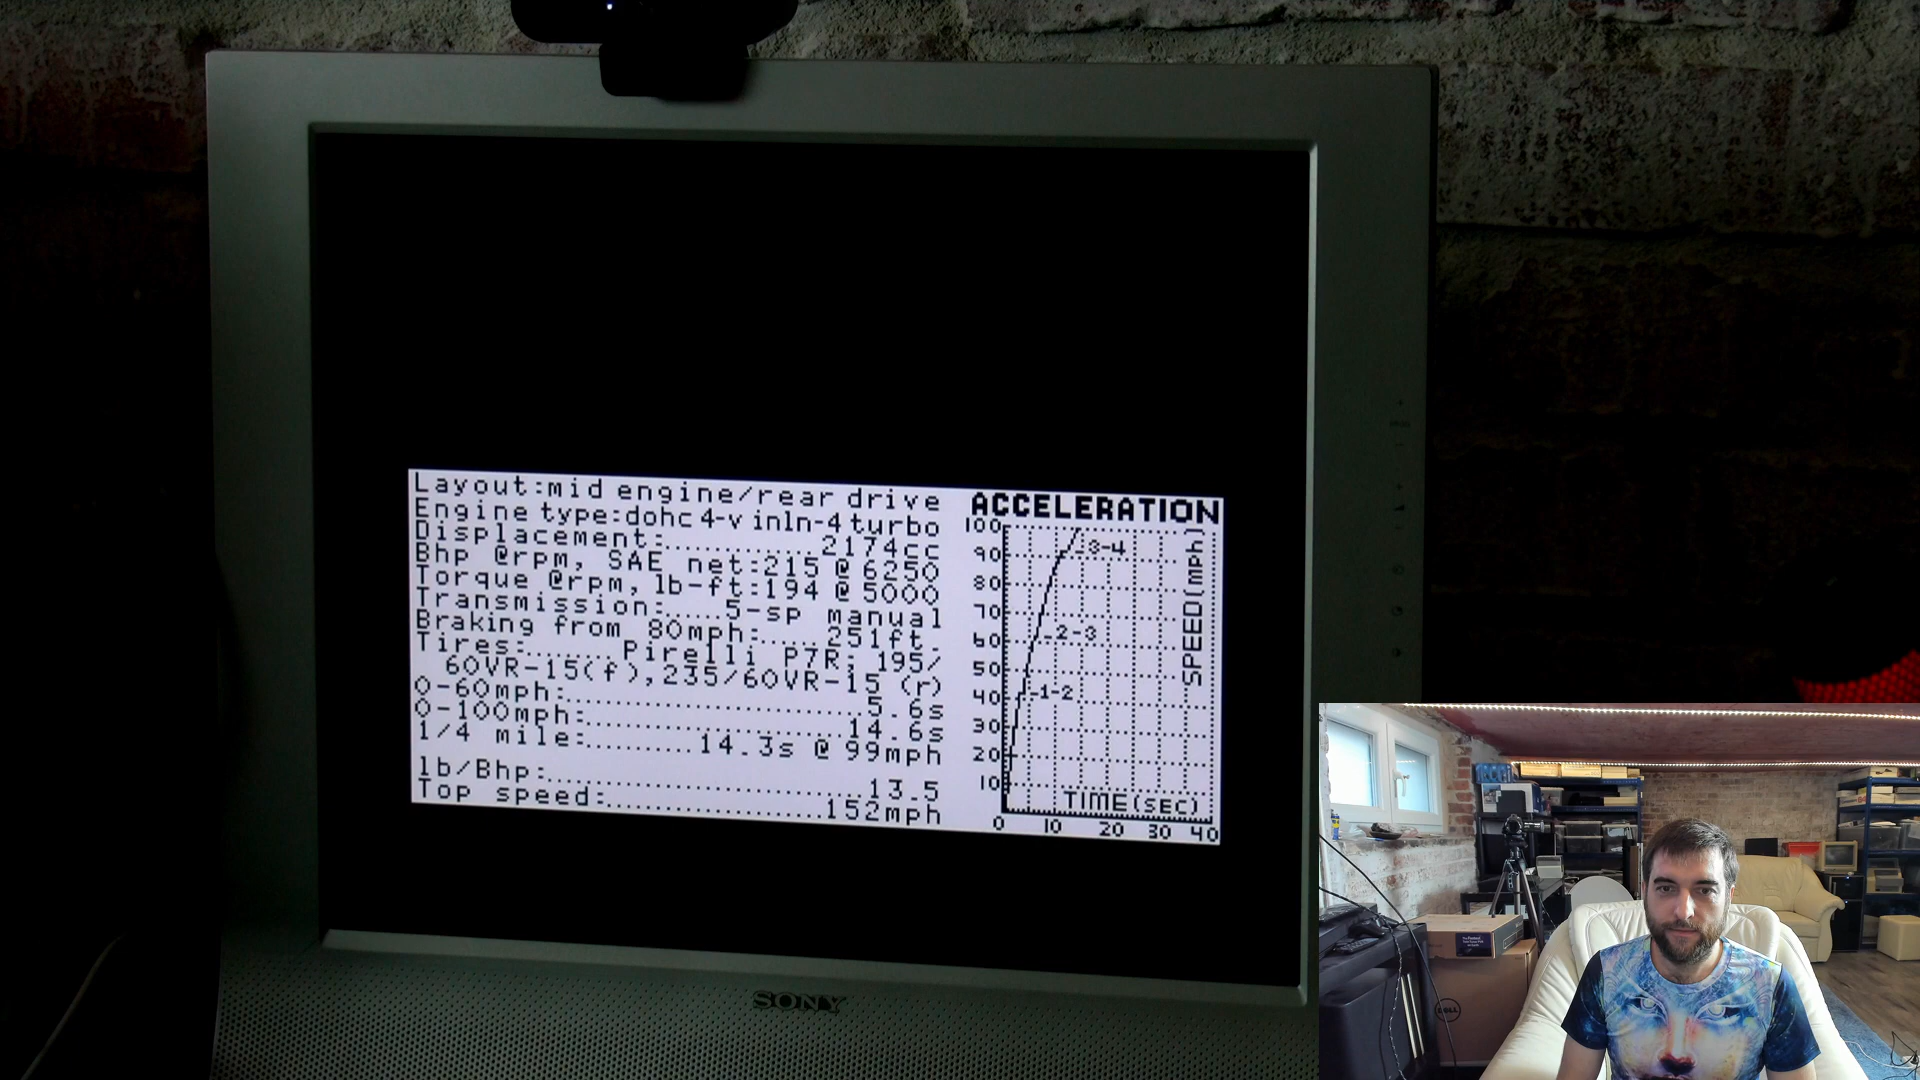 Layout:mid engine/rear drive
Engine type:dohc 4-v inln-4 turbo
Displacement:............2174cc
Bhp @rpm, SAE net:215 @ 6250
Torque @rpm, lb-ft:194 @ 5000
Transmission:....5-sp manual
Braking from 80mph:....251ft.
Tires:......Pirelli P7R; 195/
60VR-15(f),235/60VR-15 (r)
0-60mph:......................5.6s
0-100mph:...................14.6s
1/4 mile:........14.3s @ 99mph
lb/Bhp:.......................13.5
Top speed:................152mph
ACCELERATION
100
90
80
70
60
50
40
30
20
10
3-4
2-3
1-2
SPEED(mph)
TIME(SEC)
0 10 20 30 40
SONY
DELL